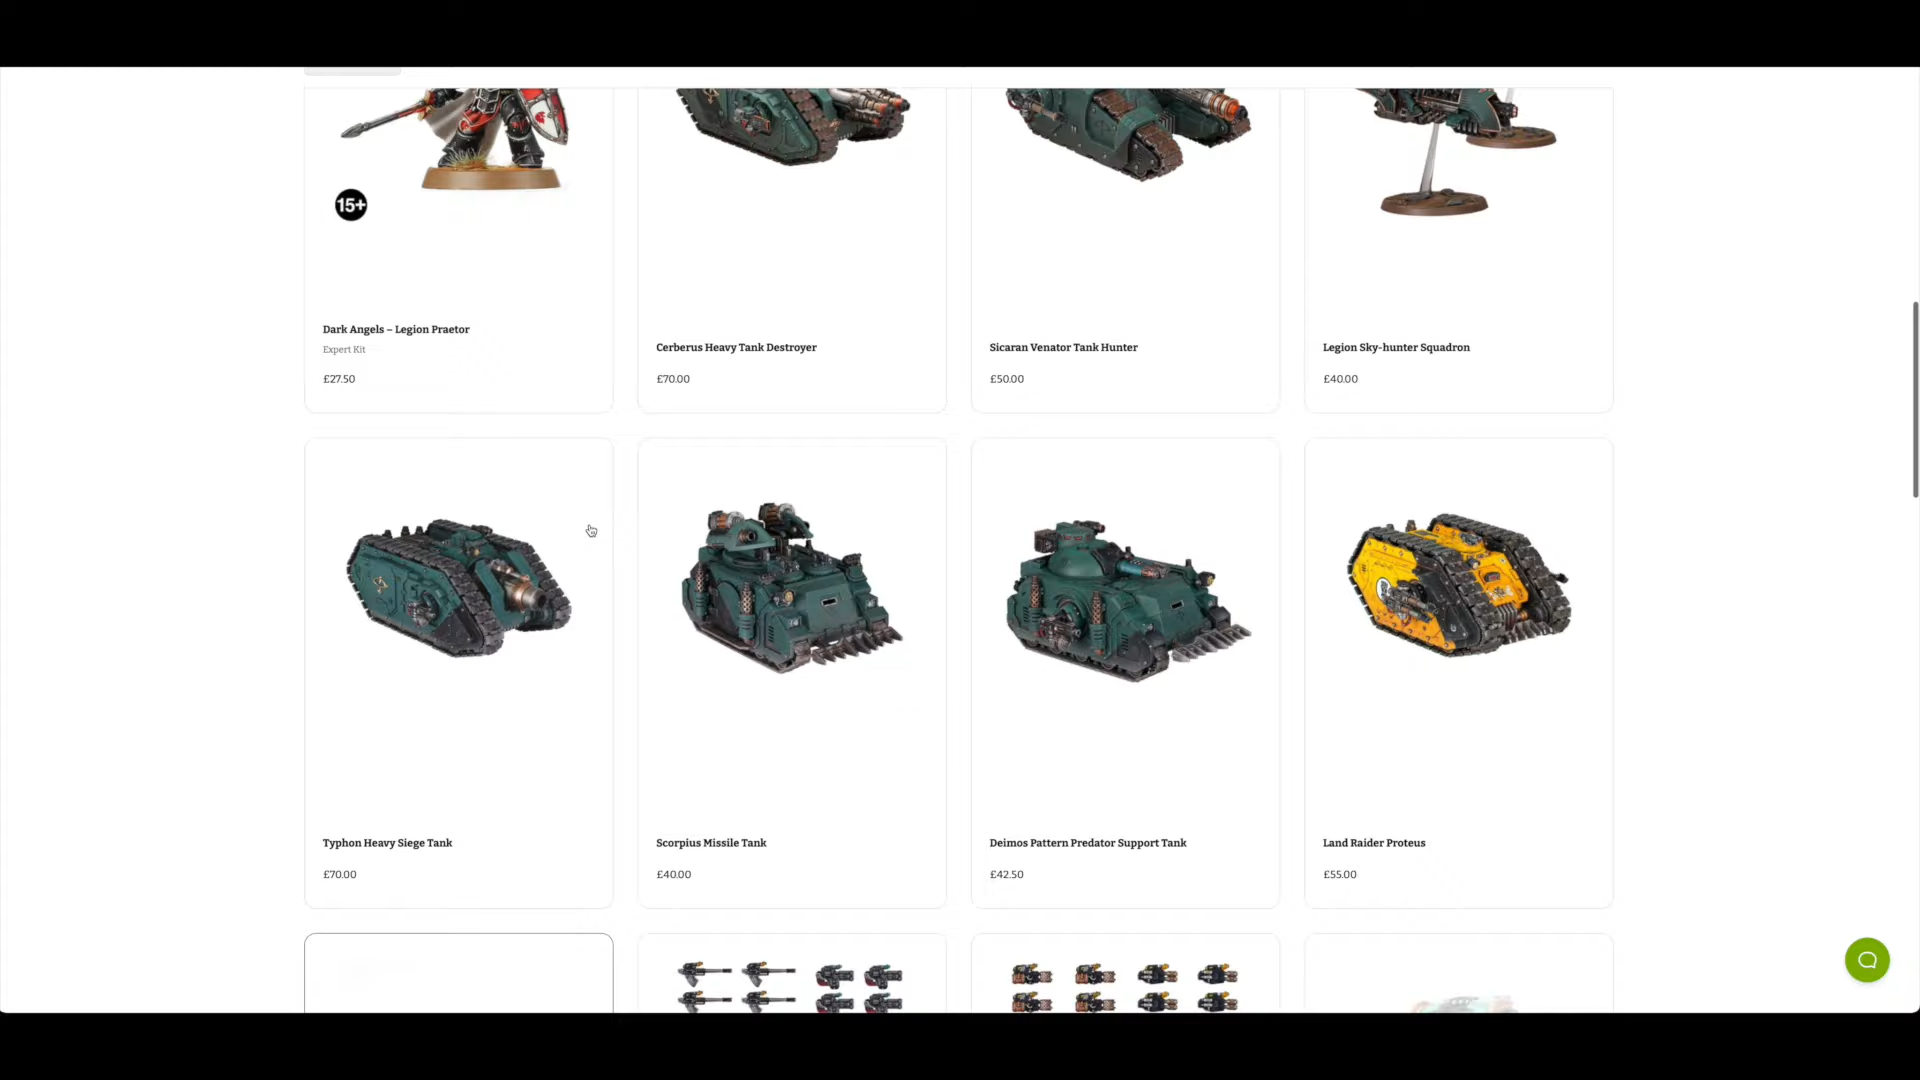 15+
Dark Angels – Legion Praetor
Expert Kit
£27.50
Cerberus Heavy Tank Destroyer
£70.00
Sicaran Venator Tank Hunter
£50.00
Legion Sky-hunter Squadron
£40.00
Typhon Heavy Siege Tank
£70.00
Scorpius Missile Tank
£40.00
Deimos Pattern Predator Support Tank
£42.50
Land Raider Proteus
£55.00